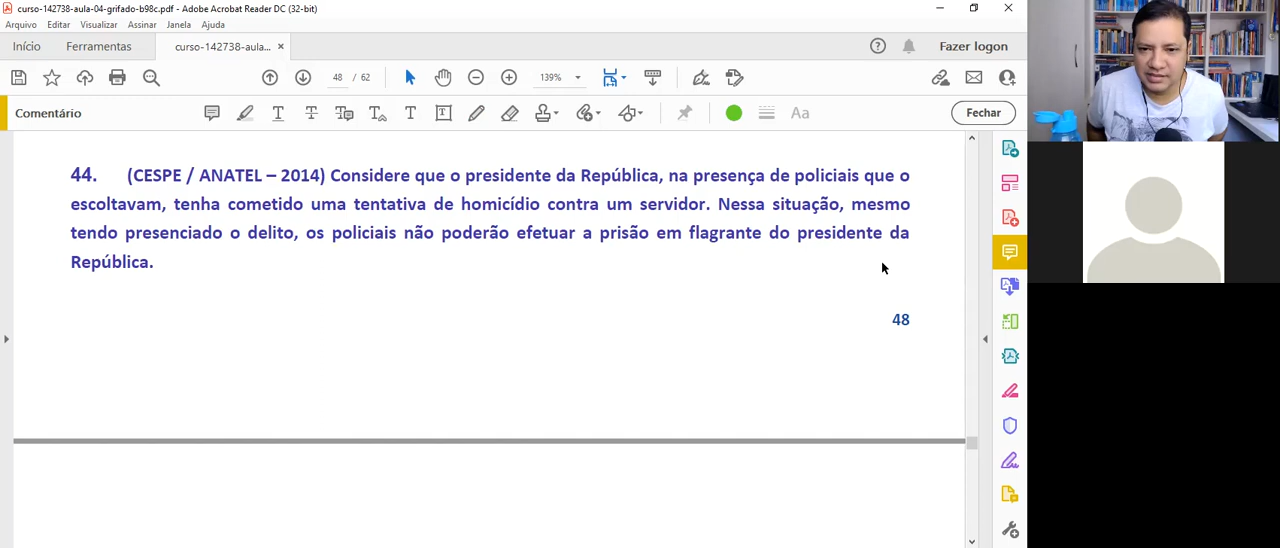 curso-142738-aula-04-grifado-b98c.pdf - Adobe Acrobat Reader DC (32-bit)
Arquivo Editar Visualizar Assinar Janela Ajuda
Início Ferramentas curso-142738-aula... × Fazer logon
48 / 62 139%
Comentário Aa Fechar
44. (CESPE / ANATEL – 2014) Considere que o presidente da República, na presença de policiais que o
escoltavam, tenha cometido uma tentativa de homicídio contra um servidor. Nessa situação, mesmo
tendo presenciado o delito, os policiais não poderão efetuar a prisão em flagrante do presidente da
República.
48